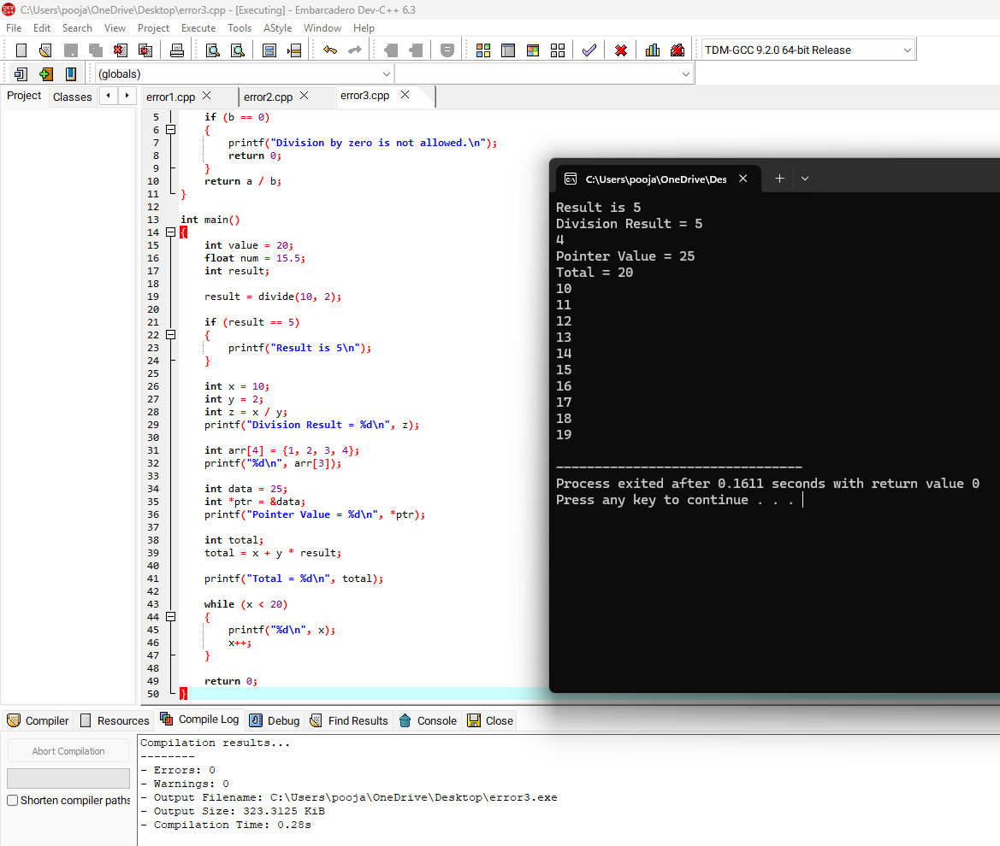 C:\Users\pooja\OneDrive\Desktop\error3.cpp - [Executing] - Embarcadero Dev-C++ 6.3
File Edit Search View Project Execute Tools AStyle Window Help
TDM-GCC 9.2.0 64-bit Release
(globals)
Project Classes
error1.cpp error2.cpp error3.cpp
5 if (b == 0)
6 {
7 printf("Division by zero is not allowed.\n");
8 return 0;
9 }
10 return a / b;
11 }
12
13 int main()
14 {
15 int value = 20;
16 float num = 15.5;
17 int result;
18
19 result = divide(10, 2);
20
21 if (result == 5)
22 {
23 printf("Result is 5\n");
24 }
25
26 int x = 10;
27 int y = 2;
28 int z = x / y;
29 printf("Division Result = %d\n", z);
30
31 int arr[4] = {1, 2, 3, 4};
32 printf("%d\n", arr[3]);
33
34 int data = 25;
35 int *ptr = &data;
36 printf("Pointer Value = %d\n", *ptr);
37
38 int total;
39 total = x + y * result;
40
41 printf("Total = %d\n", total);
42
43 while (x < 20)
44 {
45 printf("%d\n", x);
46 x++;
47 }
48
49 return 0;
50 }
C:\Users\pooja\OneDrive\Des
Result is 5
Division Result = 5
4
Pointer Value = 25
Total = 20
10
11
12
13
14
15
16
17
18
19
--------------------------------
Process exited after 0.1611 seconds with return value 0
Press any key to continue . . .
Compiler Resources Compile Log Debug Find Results Console Close
Abort Compilation
Shorten compiler paths
Compilation results...
--------
- Errors: 0
- Warnings: 0
- Output Filename: C:\Users\pooja\OneDrive\Desktop\error3.exe
- Output Size: 323.3125 KiB
- Compilation Time: 0.28s